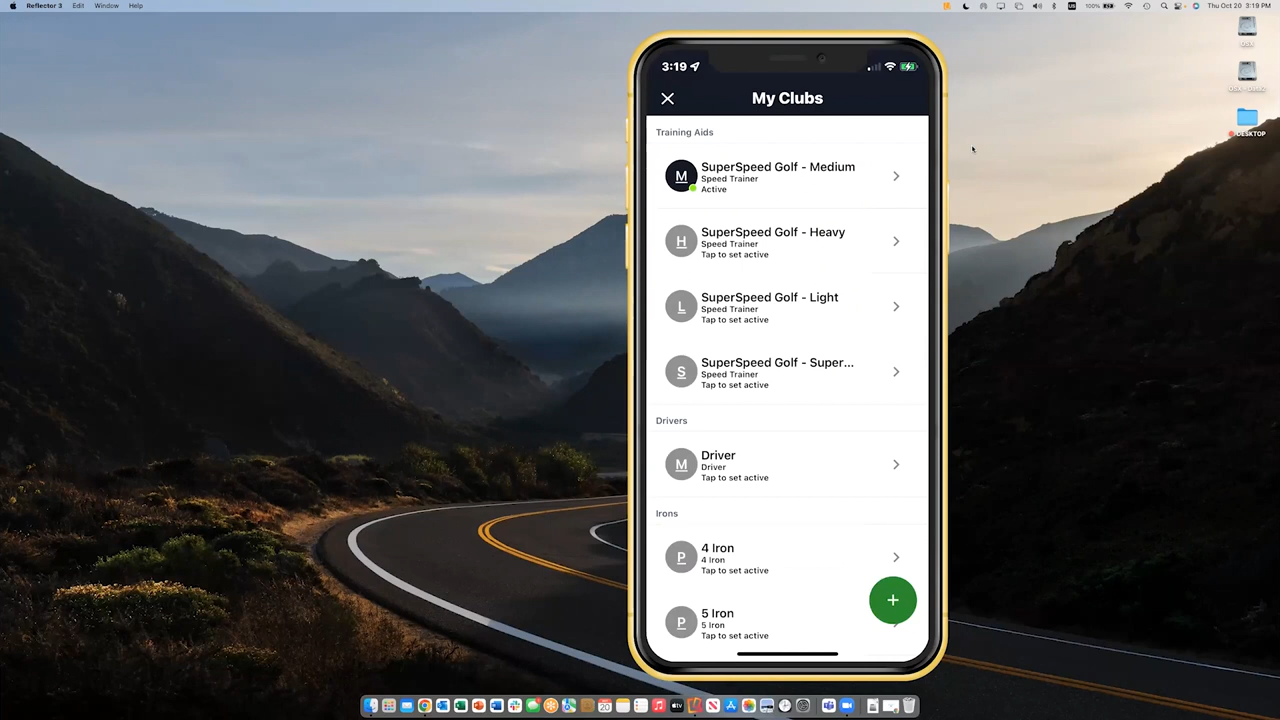 Reflector 3 Edit Window Help
100% Thu Oct 20 3:19 PM
OSX
DESKTOP
3:19
My Clubs
Training Aids
M
SuperSpeed Golf - Medium
Speed Trainer
Active
H
SuperSpeed Golf - Heavy
Speed Trainer
Tap to set active
L
SuperSpeed Golf - Light
Speed Trainer
Tap to set active
S
SuperSpeed Golf - Super...
Speed Trainer
Tap to set active
Drivers
M
Driver
Driver
Tap to set active
Irons
P
4 Iron
4 Iron
Tap to set active
P
5 Iron
5 Iron
Tap to set active
+